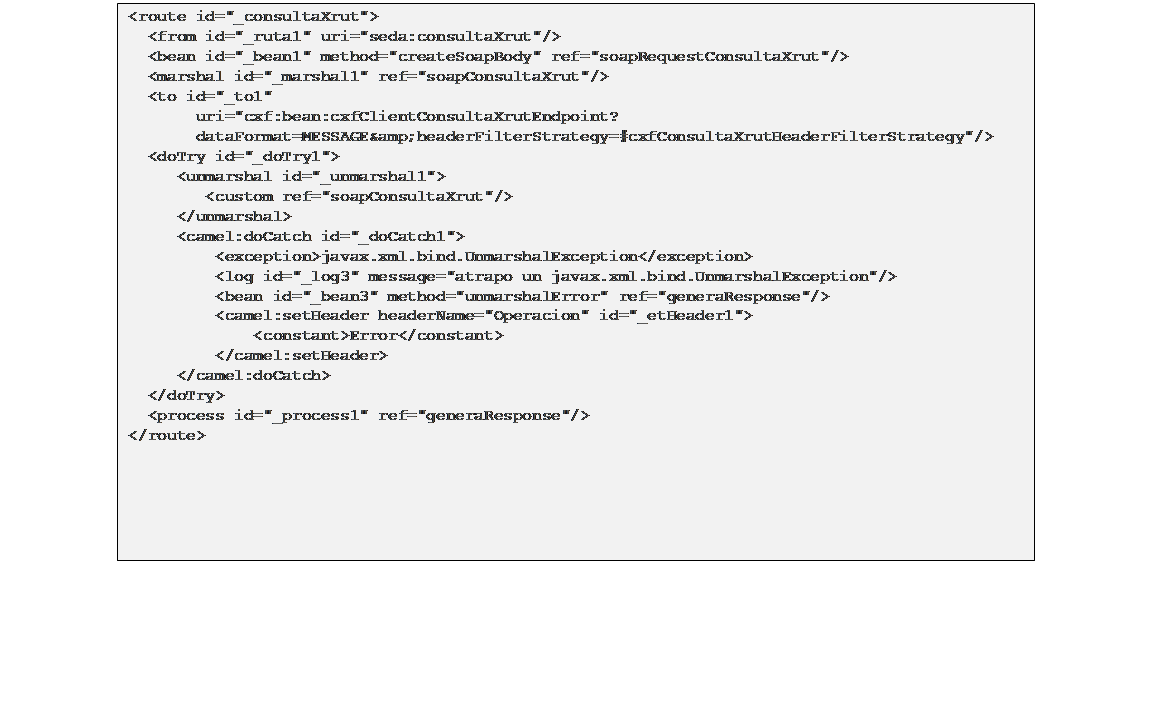 <route id="_consultaXrut">
<from id="_ruta1" uri="seda:consultaXrut"/>
<bean id="_bean1" method="createSoapBody" ref="soapRequestConsultaXrut"/>
<marshal id="_marshal1" ref="soapConsultaXrut"/>
<to id="_to1"
uri="cxf:bean:cxfClientConsultaXrutEndpoint?
dataFormat=MESSAGE&amp;headerFilterStrategy=#cxfConsultaXrutHeaderFilterStrategy"/>
<doTry id="_doTry1">
<unmarshal id="_unmarshal1">
<custom ref="soapConsultaXrut"/>
</unmarshal>
<camel:doCatch id="_doCatch1">
<exception>javax.xml.bind.UnmarshalException</exception>
<log id="_log3" message="atrapo un javax.xml.bind.UnmarshalException"/>
<bean id="_bean3" method="unmarshalError" ref="generaResponse"/>
<camel:setHeader headerName="Operacion" id="_etHeader1">
<constant>Error</constant>
</camel:setHeader>
</camel:doCatch>
</doTry>
<process id="_process1" ref="generaResponse"/>
</route>